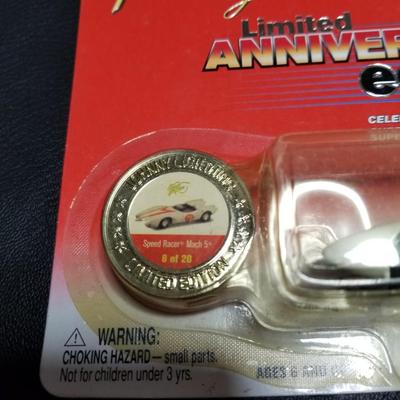 Limited
ANNIVER
e
CELE
JOHNNY LIGHTNING
Speed Racer® Mach 5®
8 of 20
LIMITED EDITION
WARNING:
CHOKING HAZARD— small parts.
Not for children under 3 yrs.
AGES 8 AND